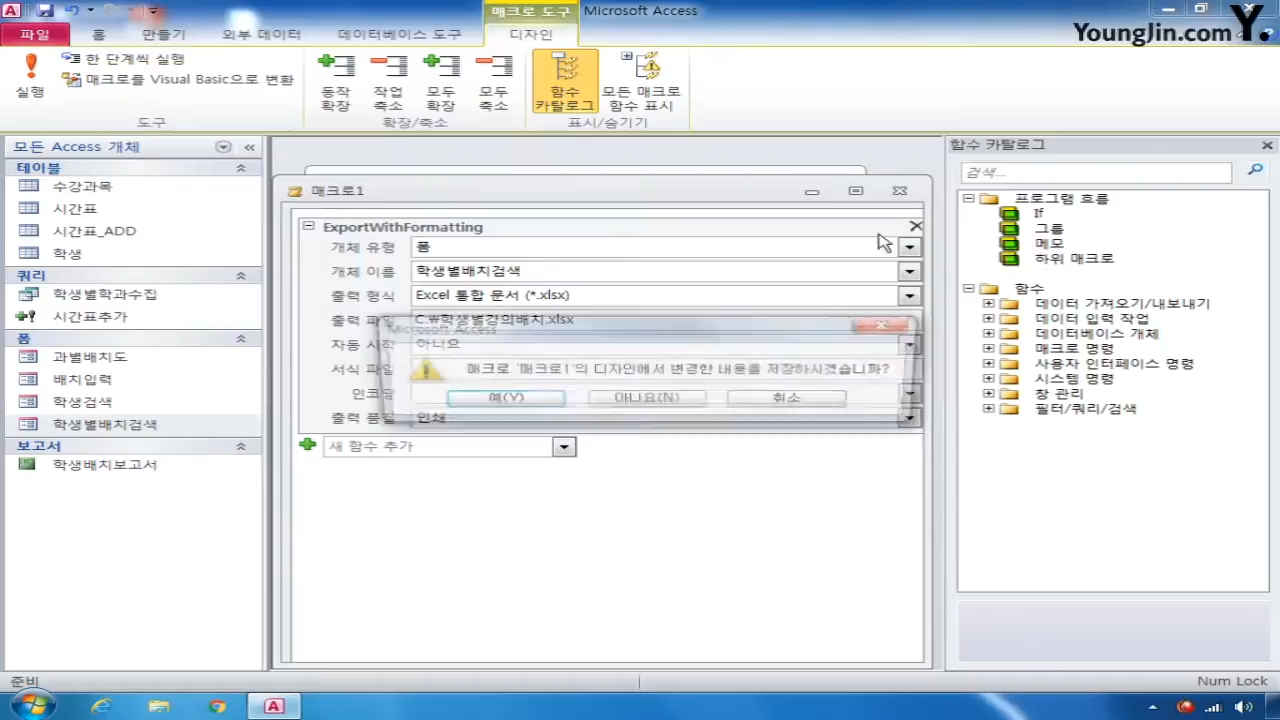 매크로 도구
Microsoft Access
YoungJin.com
Y.
파일
홈
만들기
외부 데이터
데이터베이스 도구
디자인
실행
한 단계씩 실행
매크로를 Visual Basic으로 변환
도구
동작 확장
작업 축소
모두 확장
모두 축소
확장/축소
함수 카탈로그
모든 매크로 함수 표시
표시/숨기기
모든 Access 개체
테이블
수강과목
시간표
시간표_ADD
학생
쿼리
학생별학과수집
시간표추가
폼
과별배치도
배치입력
학생검색
학생별배치검색
보고서
학생배치보고서
매크로1
ExportWithFormatting
개체 유형 폼
개체 이름 학생별배치검색
출력 형식 Excel 통합 문서 (*.xlsx)
출력 파일 C:₩학생별강의배치.xlsx
Microsoft Access
자동 시작 아니요
서식 파일
매크로 '매크로1'의 디자인에서 변경한 내용을 저장하시겠습니까?
예(Y)
아니요(N)
취소
인코딩
출력 품질 인쇄
새 함수 추가
함수 카탈로그
검색...
프로그램 흐름
If
그룹
메모
하위 매크로
함수
데이터 가져오기/내보내기
데이터 입력 작업
데이터베이스 개체
매크로 명령
사용자 인터페이스 명령
시스템 명령
창 관리
필터/쿼리/검색
준비
Num Lock